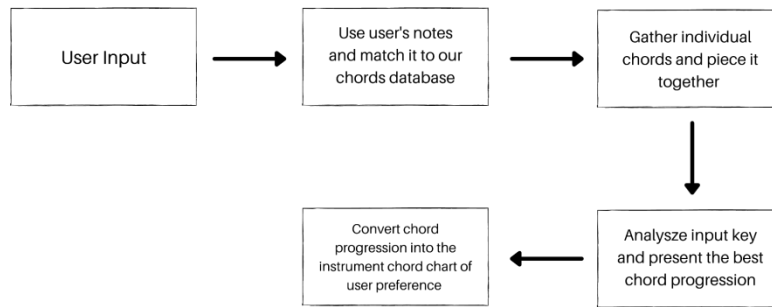 User Input
Use user's notes
and match it to our
chords database
Gather individual
chords and piece it
together
Analysze input key
and present the best
chord progression
Convert chord
progression into the
instrument chord chart of
user preference